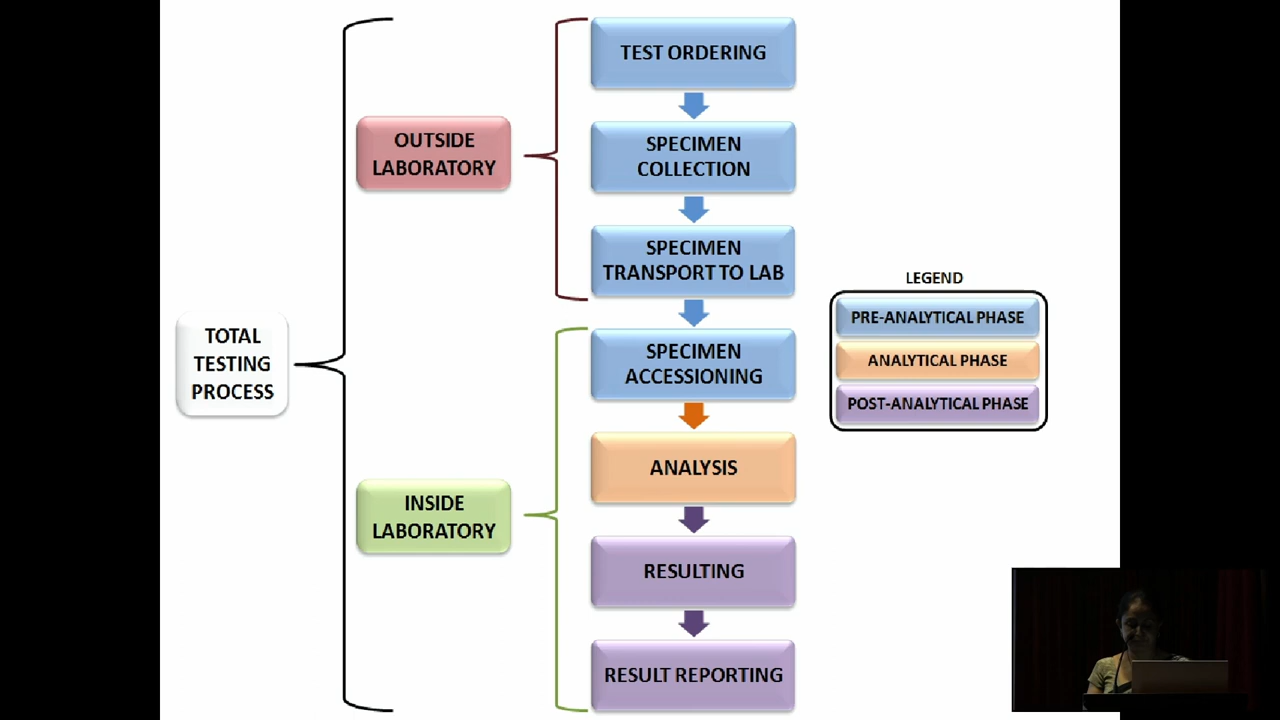 TEST ORDERING
OUTSIDE
LABORATORY
SPECIMEN
COLLECTION
SPECIMEN
TRANSPORT TO LAB
LEGEND
PRE-ANALYTICAL PHASE
ANALYTICAL PHASE
POST-ANALYTICAL PHASE
TOTAL
TESTING
PROCESS
SPECIMEN
ACCESSIONING
ANALYSIS
INSIDE
LABORATORY
RESULTING
RESULT REPORTING